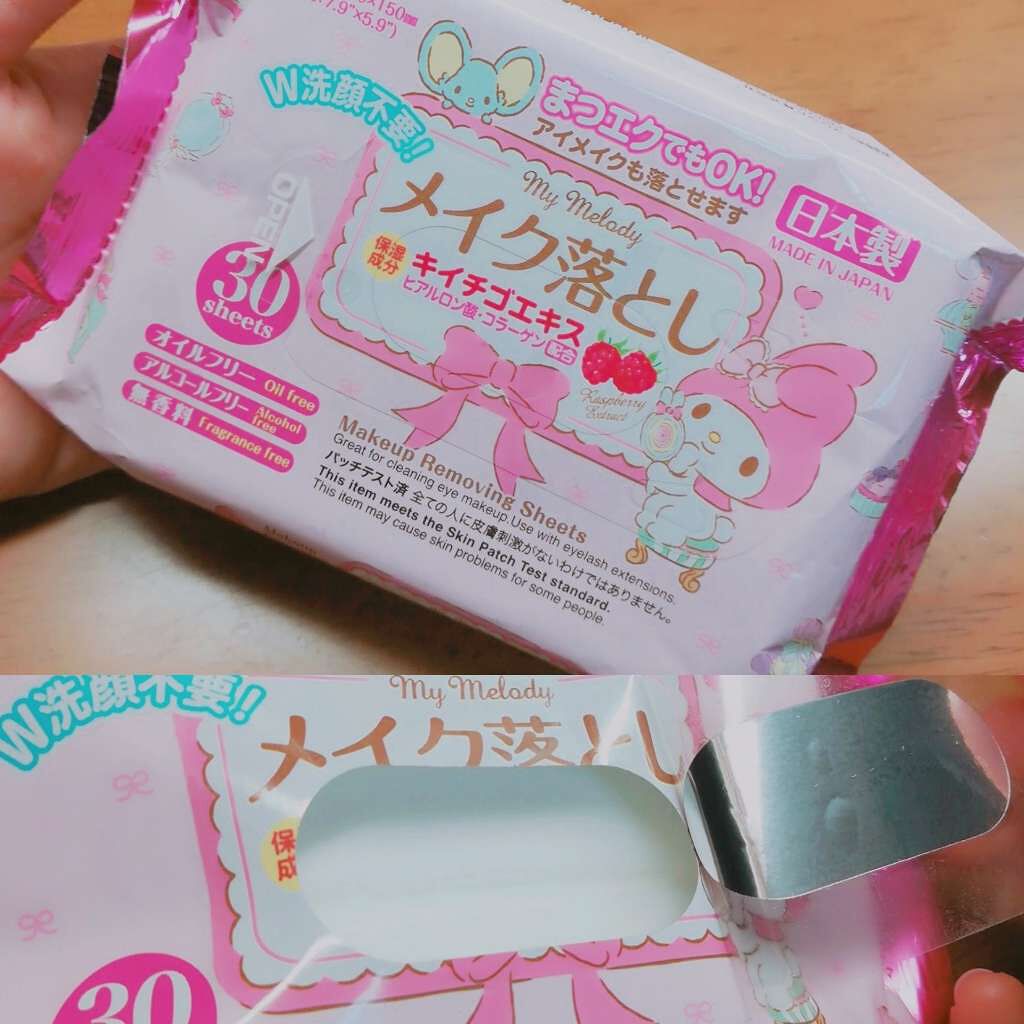 ×150㎜
7.9"×5.9")
W洗顔不要!
まつエクでもOK!
アイメイクも落とせます
日本製
MADE IN JAPAN
OPEN
My Melody
メイク落とし
保湿
成分
キイチゴエキス
ヒアルロン酸・コラーゲン配合
Raspberry
Extract
30
sheets
オイルフリー Oil free
アルコールフリー Alcohol free
無香料 Fragrance free
Makeup Removing Sheets
Great for cleaning eye makeup. Use with eyelash extensions.
パッチテスト済 全ての人に皮膚刺激がないわけではありません。
This item meets the Skin Patch Test standard.
This item may cause skin problems for some people.
W洗顔不要!
My Melody
メイク落とし
保
成
30